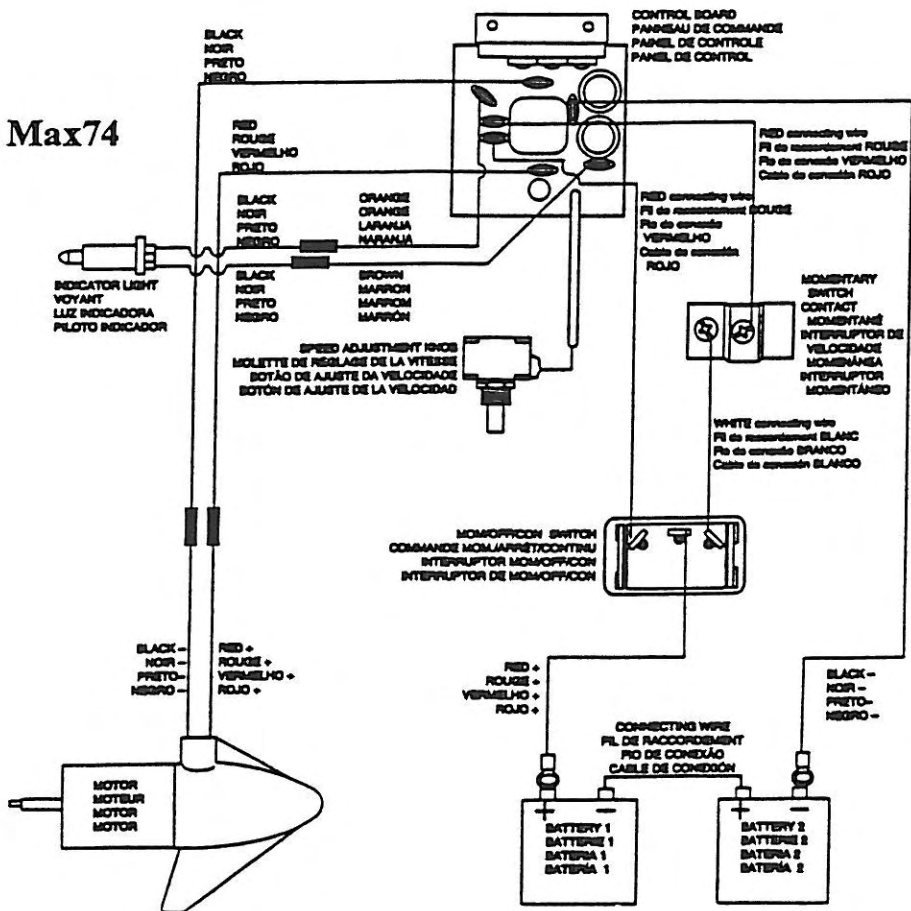 CONTROL BOARD
PANNEAU DE COMMANDE
PAINEL DE CONTROLE
PANEL DE CONTROL
BLACK
NOIR
PRETO
NEGRO
Max74
RED
ROUGE
VERMELHO
ROJO
RED connecting wire
Fil de raccordement ROUGE
Fio de conexão VERMELHO
Cable de conexión ROJO
BLACK
NOIR
PRETO
NEGRO
ORANGE
ORANGE
LARANJA
NARANJA
RED connecting wire
Fil de raccordement ROUGE
Fio de conexão
VERMELHO
Cable de conexión
ROJO
INDICATOR LIGHT
VOYANT
LUZ INDICADORA
PILOTO INDICADOR
BLACK
NOIR
PRETO
NEGRO
BROWN
MARRON
MARROM
MARRÓN
MOMENTARY
SWITCH
CONTACT
MOMENTANÉ
INTERRUPTOR DE
VELOCIDADE
MOMENÁNEA
INTERRUPTOR
MOMENTÁNEO
SPEED ADJUSTMENT KNOB
MOLETTE DE RÉGLAGE DE LA VITESSE
BOTÃO DE AJUSTE DA VELOCIDADE
BOTÓN DE AJUSTE DE LA VELOCIDAD
WHITE connecting wire
Fil de raccordement BLANC
Fio de conexão BRANCO
Cable de conexión BLANCO
MOM/OFF/CON SWITCH
COMMANDE MOM./ARRÊT/CONTINU
INTERRUPTOR MOM/OFF/CON
INTERRUPTOR DE MOM/OFF/CON
BLACK –
NOIR –
PRETO –
NEGRO –
RED +
ROUGE +
VERMELHO +
ROJO +
RED +
ROUGE +
VERMELHO +
ROJO +
BLACK –
NOIR –
PRETO –
NEGRO –
CONNECTING WIRE
FIL DE RACCORDEMENT
FIO DE CONEXÃO
CABLE DE CONEXIÓN
MOTOR
MOTEUR
MOTOR
MOTOR
+ –
BATTERY 1
BATTERIE 1
BATERIA 1
BATERÍA 1
+ –
BATTERY 2
BATTERIE 2
BATERIA 2
BATERÍA 2